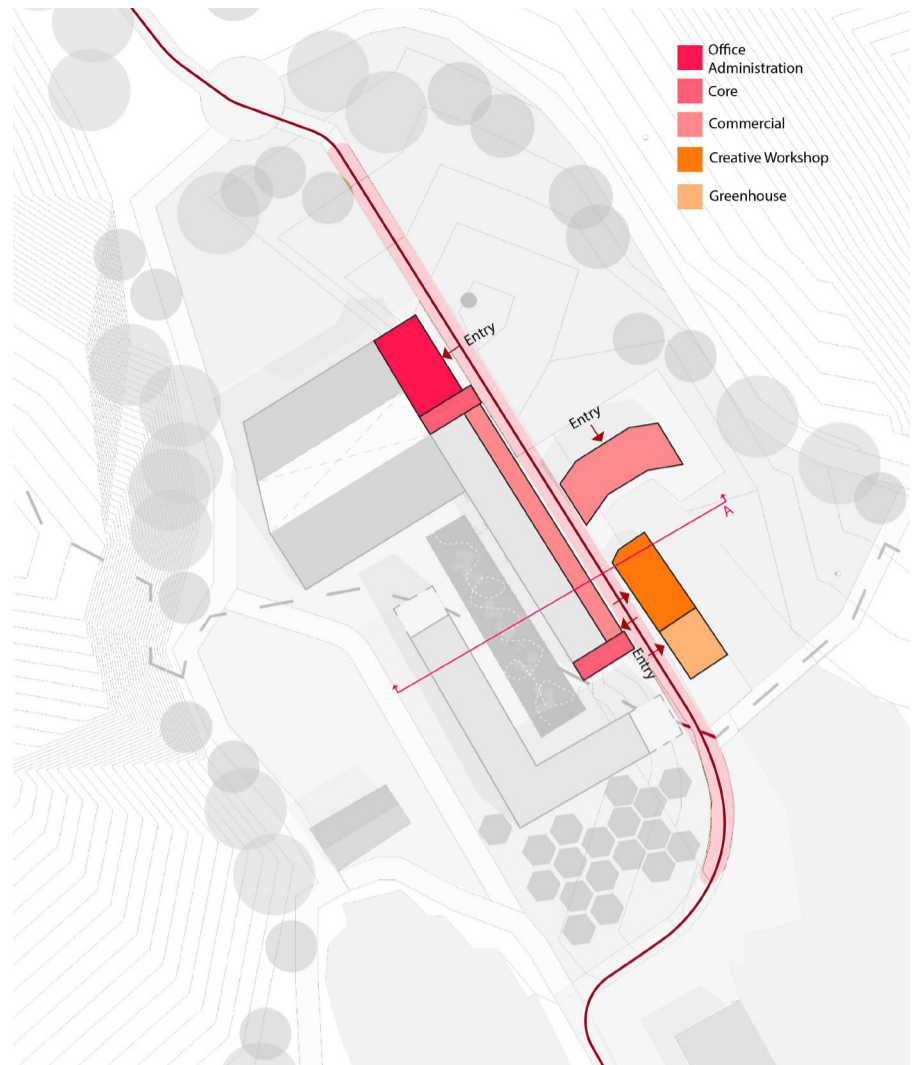 Office
Administration
Core
Commercial
Creative Workshop
Greenhouse
Entry
Entry
A
Entry